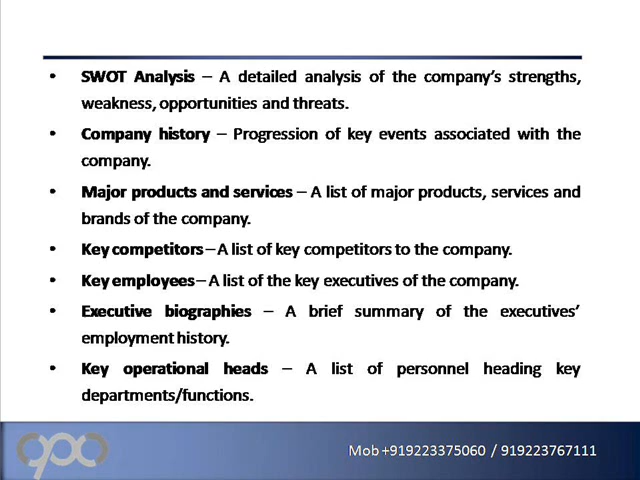 • SWOT Analysis – A detailed analysis of the company's strengths,
weakness, opportunities and threats.
• Company history – Progression of key events associated with the
company.
• Major products and services – A list of major products, services and
brands of the company.
• Key competitors – A list of key competitors to the company.
• Key employees – A list of the key executives of the company.
• Executive biographies – A brief summary of the executives'
employment history.
• Key operational heads – A list of personnel heading key
departments/functions.
Mob +919223375060 / 919223767111